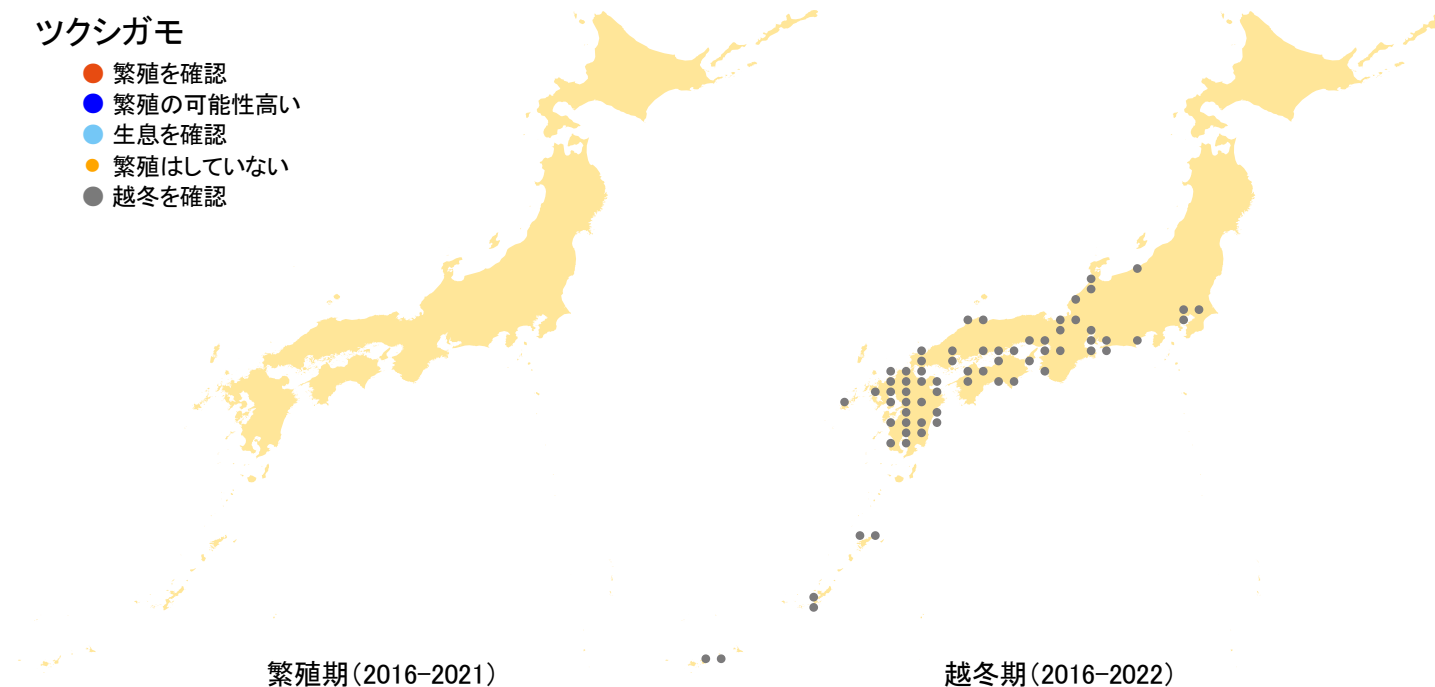 ツクシガモ
繁殖を確認
繁殖の可能性高い
生息を確認
繁殖はしていない
越冬を確認
繁殖期(2016-2021)
越冬期(2016-2022)